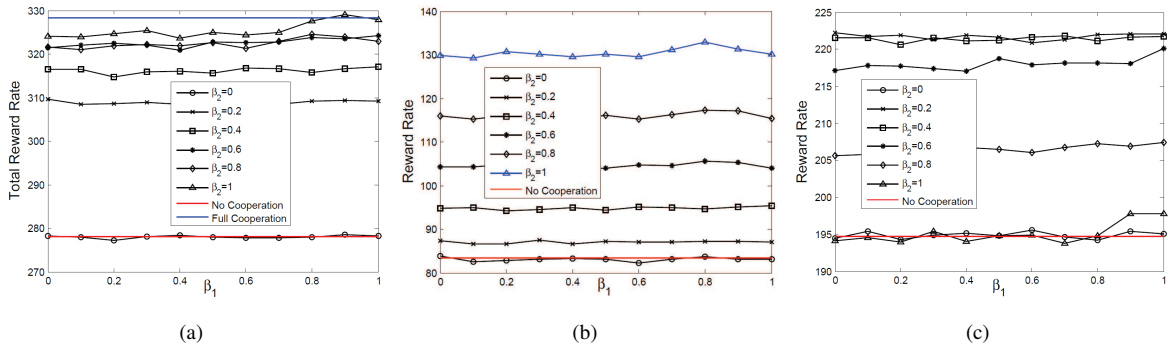 Total Reward Rate
330
320
310
300
290
280
270
0
0.2
0.4
0.6
0.8
1
β1
β2=0
β2=0.2
β2=0.4
β2=0.6
β2=0.8
β2=1
No Cooperation
Full Cooperation
(a)
Reward Rate
140
130
120
110
100
90
80
0
0.2
0.4
0.6
0.8
1
β1
β2=0
β2=0.2
β2=0.4
β2=0.6
β2=0.8
β2=1
No Cooperation
(b)
Reward Rate
225
220
215
210
205
200
195
190
0
0.2
0.4
0.6
0.8
1
β1
β2=0
β2=0.2
β2=0.4
β2=0.6
β2=0.8
β2=1
No Cooperation
(c)